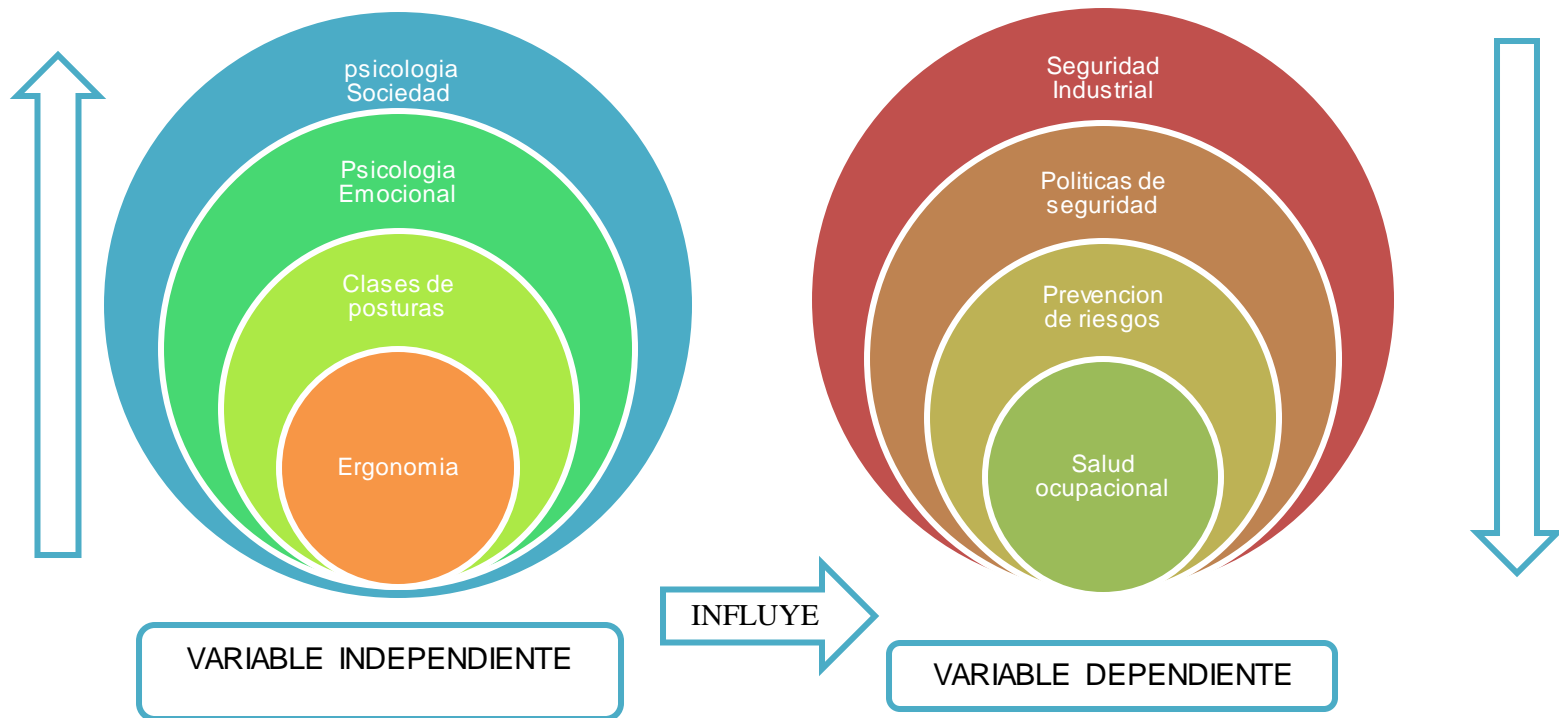 psicologia
Sociedad
Psicologia
Emocional
Clases de
posturas
Ergonomia
VARIABLE INDEPENDIENTE
INFLUYE
Seguridad
Industrial
Politicas de
seguridad
Prevencion
de riesgos
Salud
ocupacional
VARIABLE DEPENDIENTE